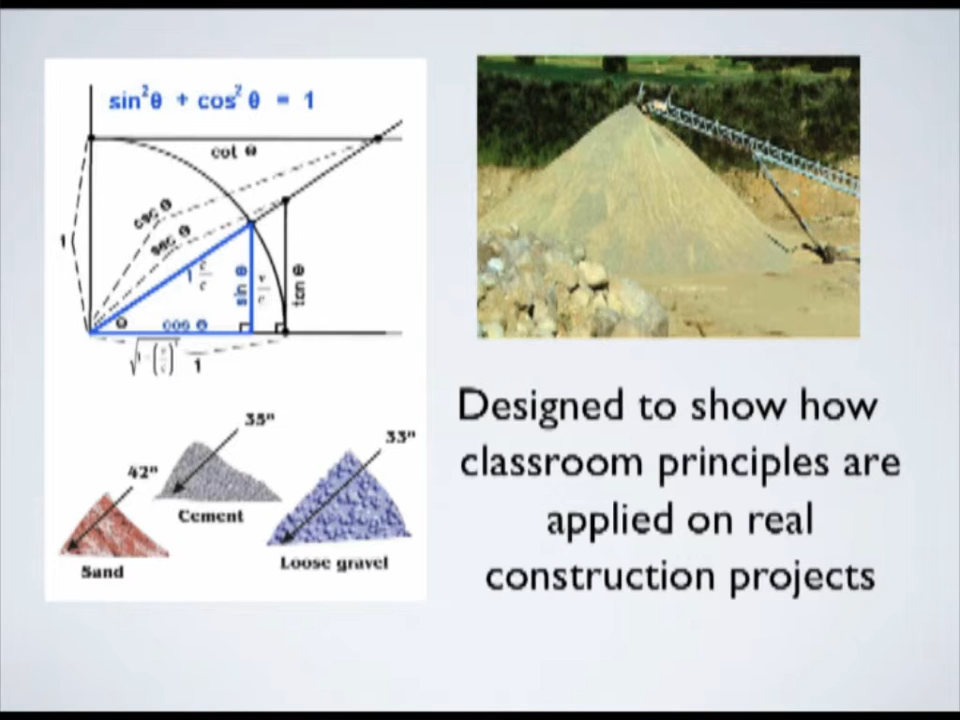 sin²θ + cos²θ = 1
cot θ
csc θ
sec θ
1
sin θ
tan θ
θ
cos θ
1
35"
33"
42"
Cement
Loose gravel
Sand
Designed to show how
classroom principles are
applied on real
construction projects